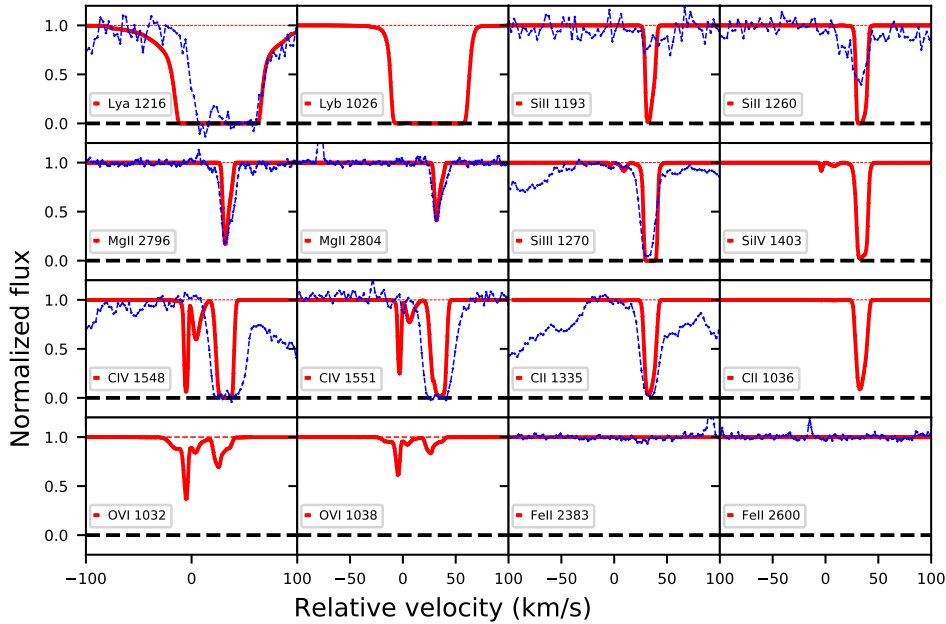 Normalized flux
1.0
0.5
0.0
Lya 1216
Lyb 1026
SiII 1193
SiII 1260
1.0
0.5
0.0
MgII 2796
MgII 2804
SiIII 1270
SiIV 1403
1.0
0.5
0.0
CIV 1548
CIV 1551
CII 1335
CII 1036
1.0
0.5
0.0
OVI 1032
OVI 1038
FeII 2383
FeII 2600
−100 0 100 −50 0 50 100 −50 0 50 100 −50 0 50 100
Relative velocity (km/s)